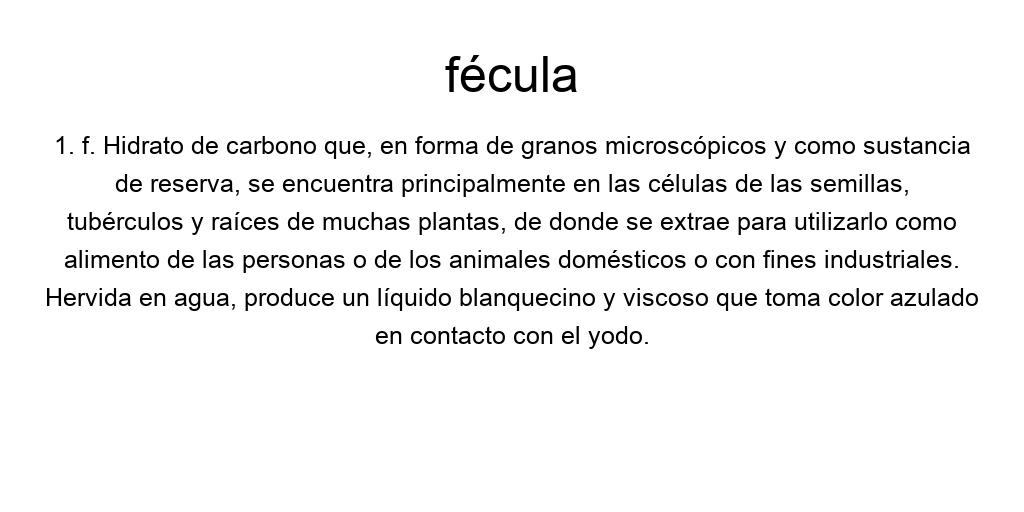 fécula
1. f. Hidrato de carbono que, en forma de granos microscópicos y como sustancia
de reserva, se encuentra principalmente en las células de las semillas,
tubérculos y raíces de muchas plantas, de donde se extrae para utilizarlo como
alimento de las personas o de los animales domésticos o con fines industriales.
Hervida en agua, produce un líquido blanquecino y viscoso que toma color azulado
en contacto con el yodo.